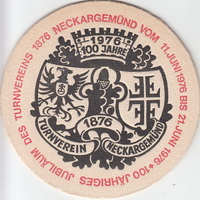 100 JÄHRIGES JUBILÄUM DES TURNVEREINS 1876 NECKARGEMÜND VOM 11. JUNI 1976 BIS 21. JUNI 1976 +
1976
100 JAHRE
1876
TURNVEREIN NECKARGEMÜND